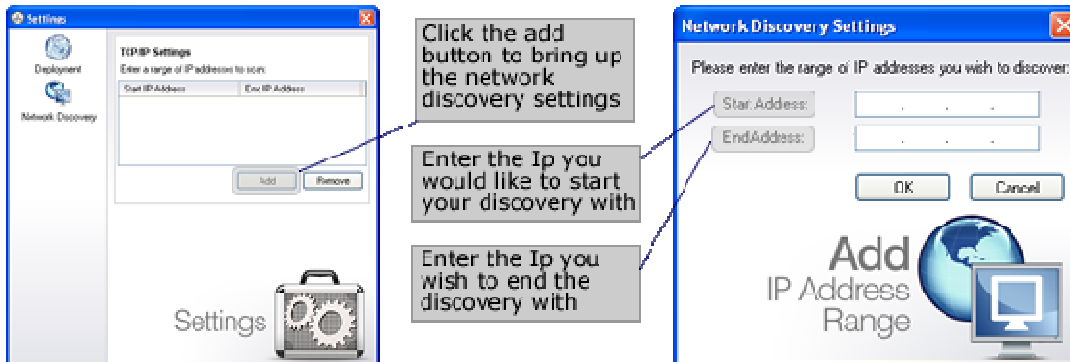 Settings
Deployment
Network Discovery
TCP/IP Settings
Enter a range of IP addresses to scan:
Start IP Address End IP Address
Add Remove
Settings
Click the add
button to bring up
the network
discovery settings
Enter the Ip you
would like to start
your discovery with
Enter the Ip you
wish to end the
discovery with
Network Discovery Settings
Please enter the range of IP addresses you wish to discover:
Start Address:
End Address:
OK Cancel
Add
IP Address
Range